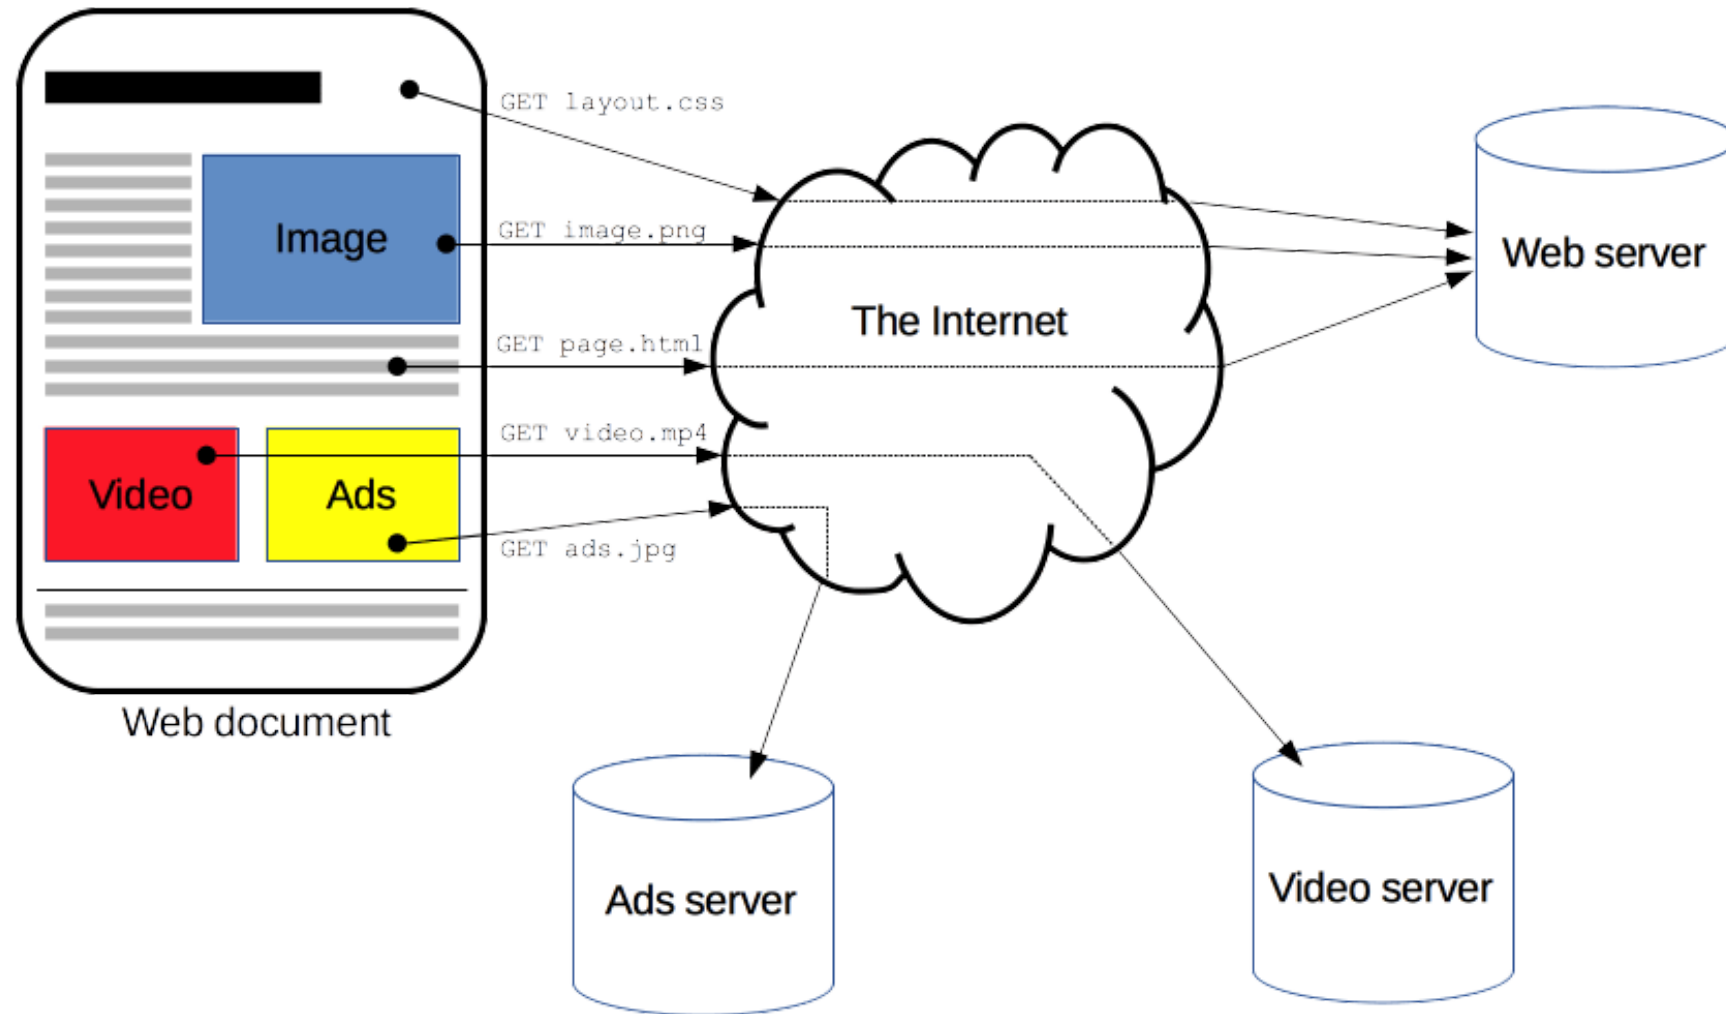 GET layout.css
Image
GET image.png
Web server
The Internet
GET page.html
GET video.mp4
Video
Ads
GET ads.jpg
Web document
Ads server
Video server